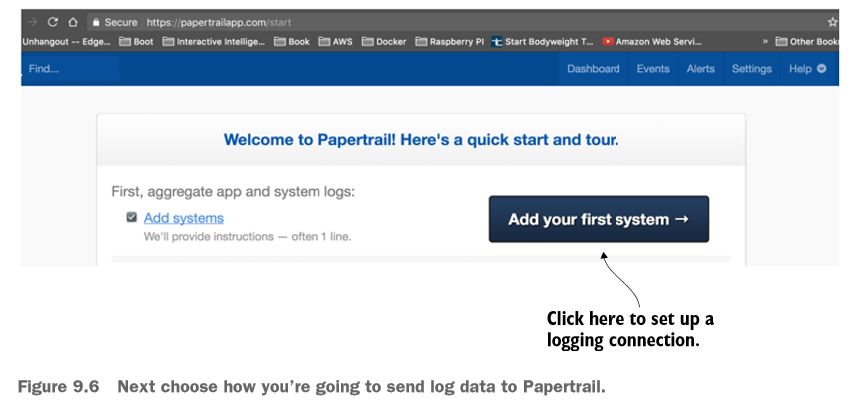 Secure https://papertrailapp.com/start
Unhangout -- Edge... Boot Interactive Intellige... Book AWS Docker Raspberry PI Start Bodyweight T... Amazon Web Servi... » Other Book
Find... Dashboard Events Alerts Settings Help
Welcome to Papertrail! Here's a quick start and tour.
First, aggregate app and system logs:
Add systems
We'll provide instructions — often 1 line.
Add your first system →
Click here to set up a
logging connection.
Figure 9.6 Next choose how you're going to send log data to Papertrail.